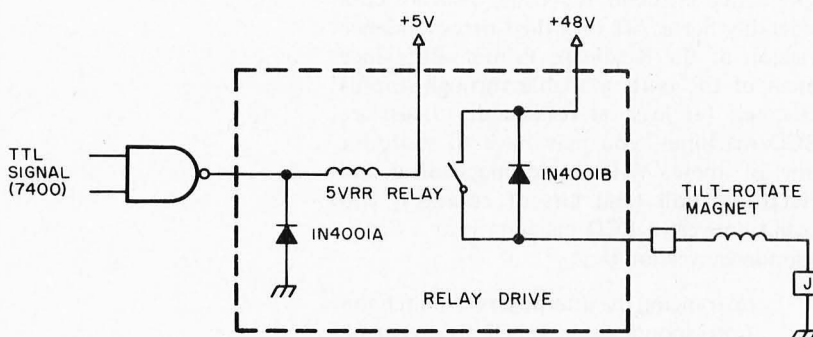 +5V
+48V
TTL
SIGNAL
(7400)
5VRR RELAY
IN4001B
IN4001A
TILT-ROTATE
MAGNET
J
RELAY DRIVE